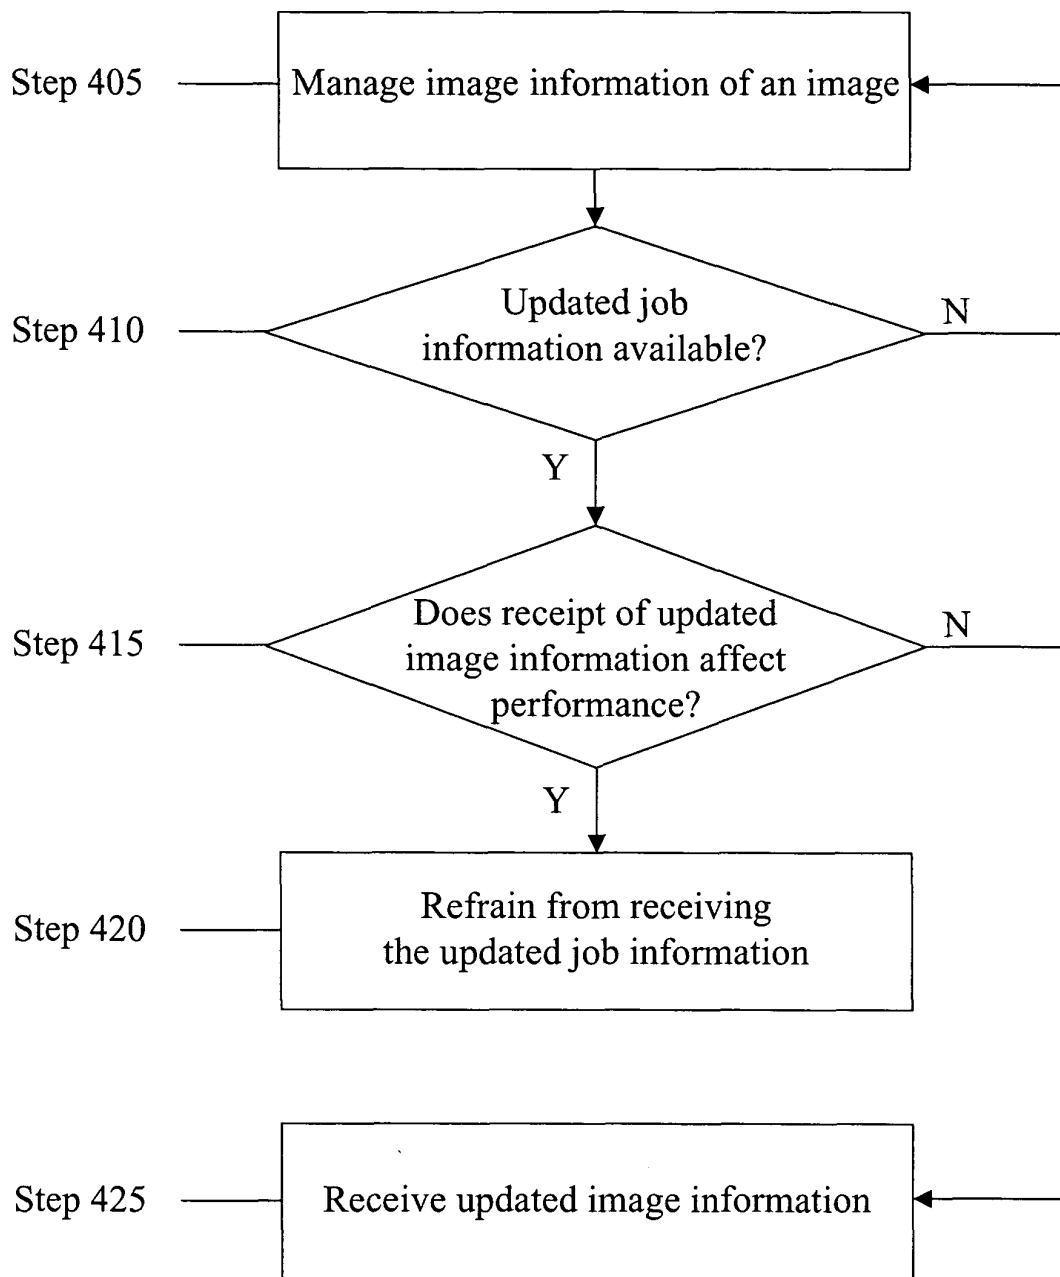 Step 405
Manage image information of an image
Step 410
Updated job
information available?
N
Y
Step 415
Does receipt of updated
image information affect
performance?
N
Y
Step 420
Refrain from receiving
the updated job information
Step 425
Receive updated image information